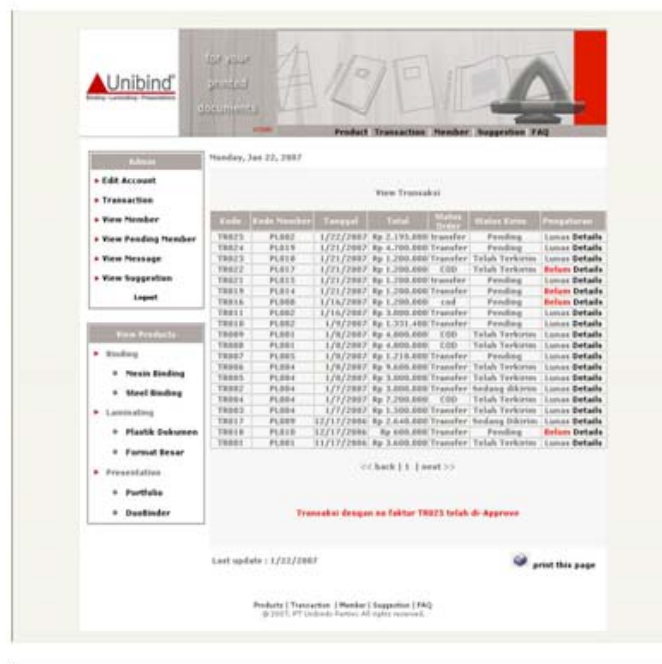 for your
printed
documents
Unibind
Binding - Laminating - Presentations
HOME
Product | Transaction | Member | Suggestion | FAQ
Admin
Edit Account
Transaction
View Member
View Pending Member
View Message
View Suggestion
Logout
View Products
Binding
Mesin Binding
Steel Binding
Laminating
Plastik Dokumen
Format Besar
Presentation
Portfolio
DuoBinder
Monday, Jan 22, 2007
View Transaksi
Kode Kode Member Tanggal Total Status Order Status Kirim Pengaturan
TR025 PL002 1/22/2007 Rp 2.195.000 transfer Pending Lunas Details
TR024 PL019 1/21/2007 Rp 4.700.000 Transfer Pending Lunas Details
TR023 PL018 1/21/2007 Rp 1.200.000 Transfer Telah Terkirim Lunas Details
TR022 PL017 1/21/2007 Rp 1.200.000 COD Telah Terkirim Belum Details
TR021 PL015 1/21/2007 Rp 1.200.000 transfer Pending Lunas Details
TR019 PL014 1/21/2007 Rp 1.200.000 Transfer Pending Belum Details
TR016 PL008 1/16/2007 Rp 1.200.000 cod Pending Belum Details
TR011 PL002 1/16/2007 Rp 3.000.000 Transfer Pending Lunas Details
TR010 PL002 1/9/2007 Rp 1.331.400 Transfer Pending Lunas Details
TR009 PL001 1/8/2007 Rp 4.800.000 COD Telah Terkirim Lunas Details
TR008 PL001 1/8/2007 Rp 4.800.000 COD Telah Terkirim Lunas Details
TR007 PL005 1/8/2007 Rp 1.210.000 Transfer Pending Lunas Details
TR006 PL004 1/7/2007 Rp 9.600.000 Transfer Telah Terkirim Lunas Details
TR005 PL004 1/7/2007 Rp 3.000.000 Transfer Telah Terkirim Lunas Details
TR002 PL004 1/7/2007 Rp 3.000.000 Transfer Sedang dikirim Lunas Details
TR004 PL004 1/7/2007 Rp 7.200.000 COD Telah Terkirim Lunas Details
TR003 PL004 1/7/2007 Rp 1.300.000 Transfer Telah Terkirim Lunas Details
TR017 PL009 12/17/2006 Rp 2.640.000 Transfer Sedang Dikirim Lunas Details
TR018 PL010 12/17/2006 Rp 600.000 Transfer Pending Belum Details
TR001 PL001 11/17/2006 Rp 3.600.000 Transfer Telah Terkirim Lunas Details
<< back | 1 | next >>
Transaksi dengan no faktur TR025 telah di-Approve
Last update : 1/22/2007
print this page
Products | Transaction | Member | Suggestion | FAQ
@ 2007, PT Unibindo Pertiwi. All rights reserved.